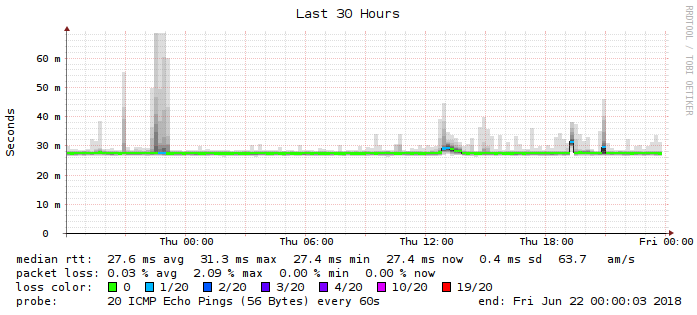 Last 30 Hours
RRDTOOL / TOBI OETIKER
Seconds
60 m
50 m
40 m
30 m
20 m
10 m
0
Thu 00:00 Thu 06:00 Thu 12:00 Thu 18:00 Fri 00:00
median rtt: 27.6 ms avg 31.3 ms max 27.4 ms min 27.4 ms now 0.4 ms sd 63.7 am/s
packet loss: 0.03 % avg 2.09 % max 0.00 % min 0.00 % now
loss color: 0 1/20 2/20 3/20 4/20 10/20 19/20
probe: 20 ICMP Echo Pings (56 Bytes) every 60s end: Fri Jun 22 00:00:03 2018